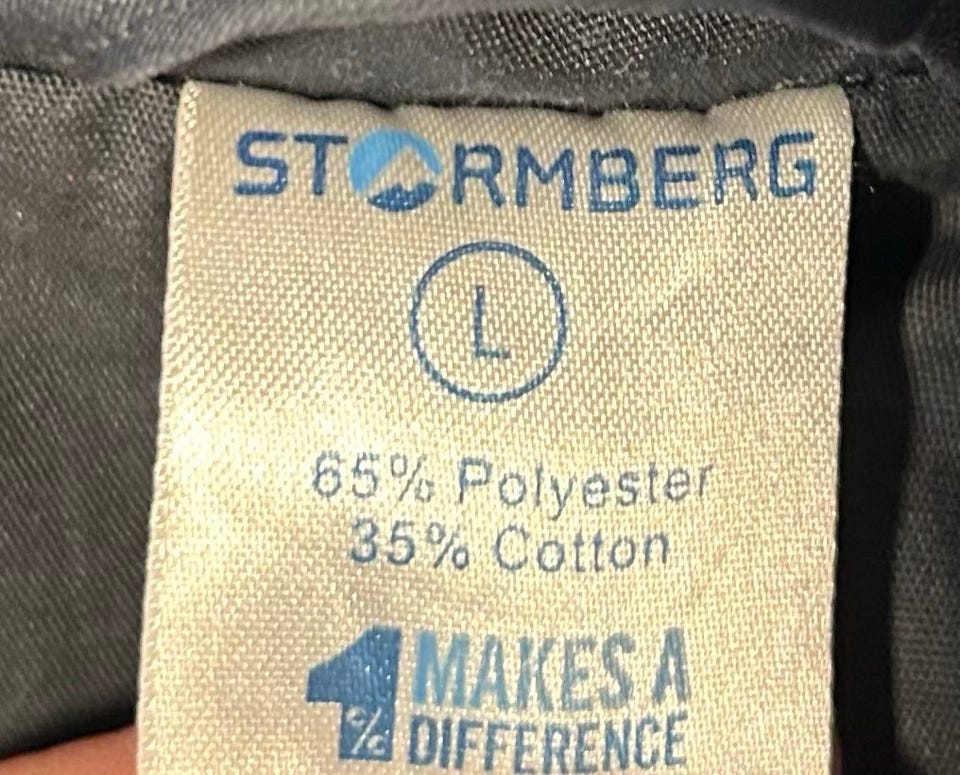 STORMBERG
L
65% Polyester
35% Cotton
1% MAKES A
DIFFERENCE